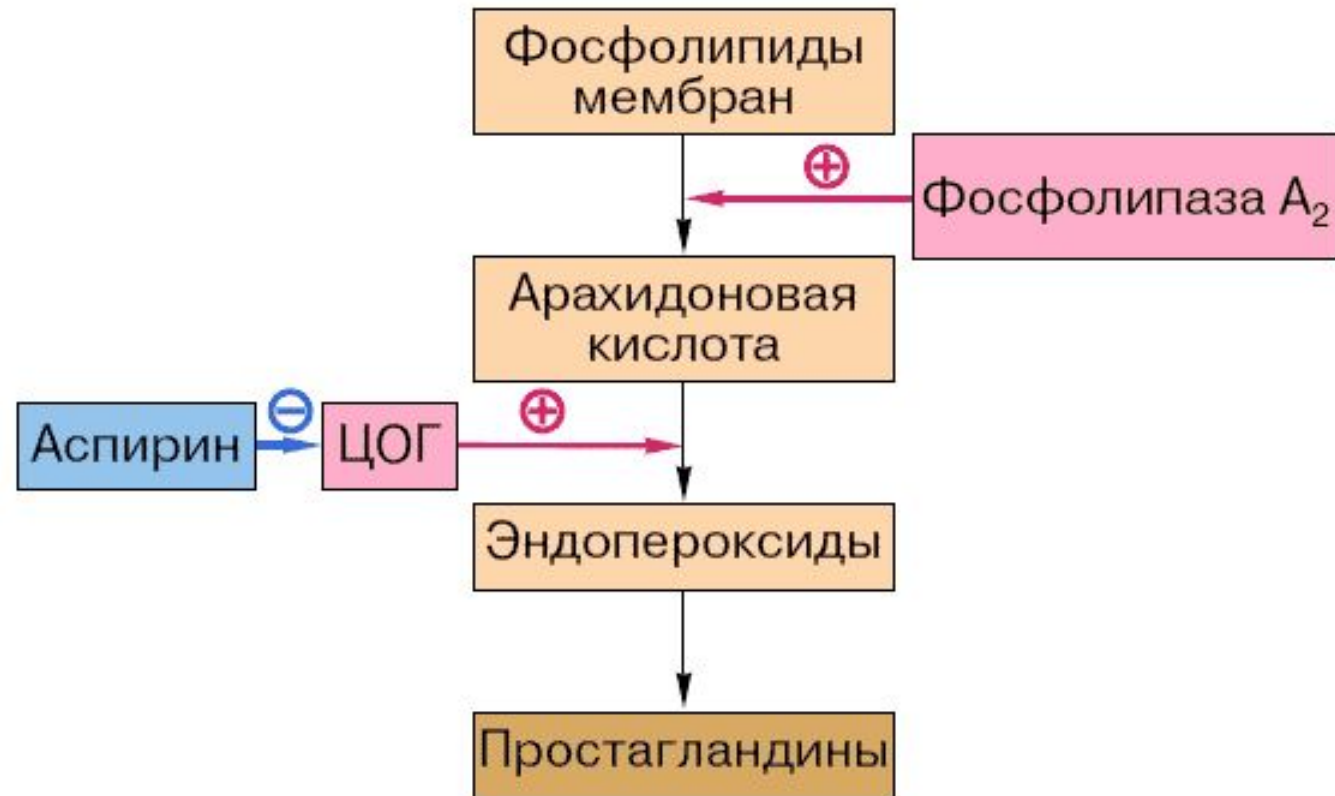 Фосфолипиды
мембран
⊕
Фосфолипаза А₂
Арахидоновая
кислота
Аспирин
⊖
ЦОГ
⊕
Эндопероксиды
Простагландины